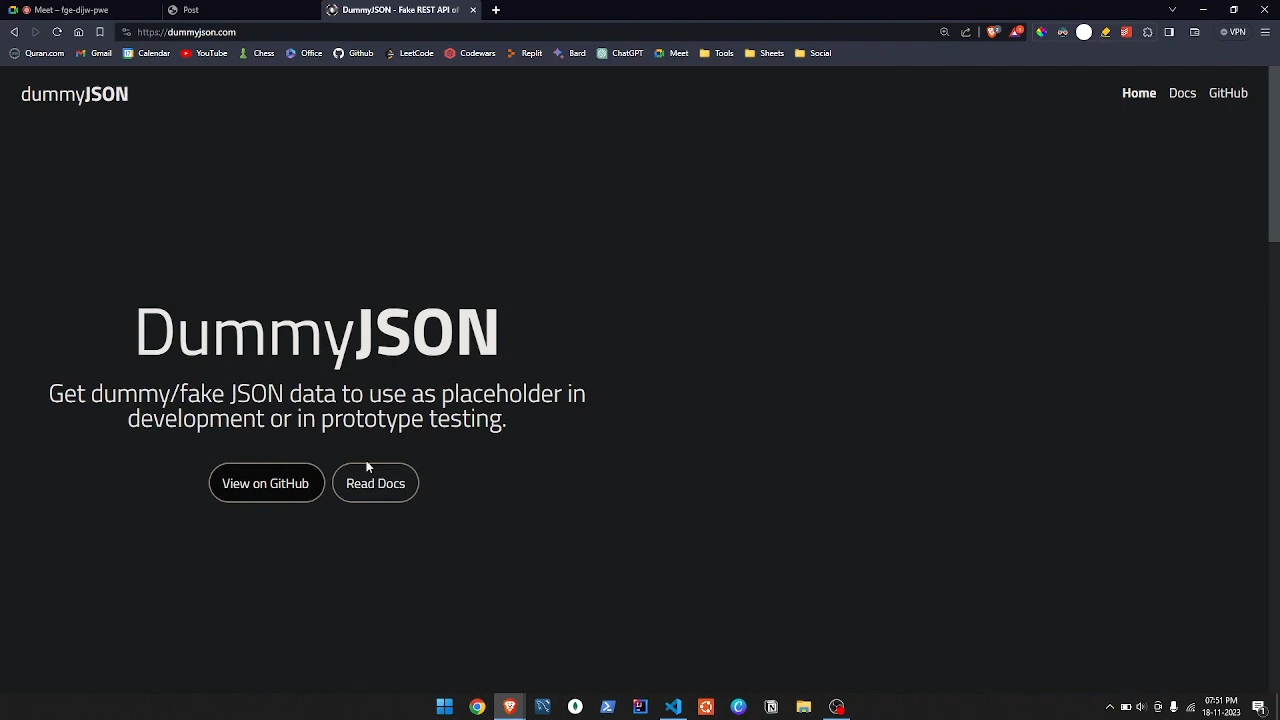 Meet – fge-dijw-pwe
Post
DummyJSON - Fake REST API of
https://dummyjson.com
VPN
Quran.com
Gmail
Calendar
YouTube
Chess
Office
Github
LeetCode
Codewars
Replit
Bard
ChatGPT
Meet
Tools
Sheets
Social
dummyJSON
Home
Docs
GitHub
DummyJSON
Get dummy/fake JSON data to use as placeholder in
development or in prototype testing.
View on GitHub
Read Docs
07:51 PM
18-11-2023